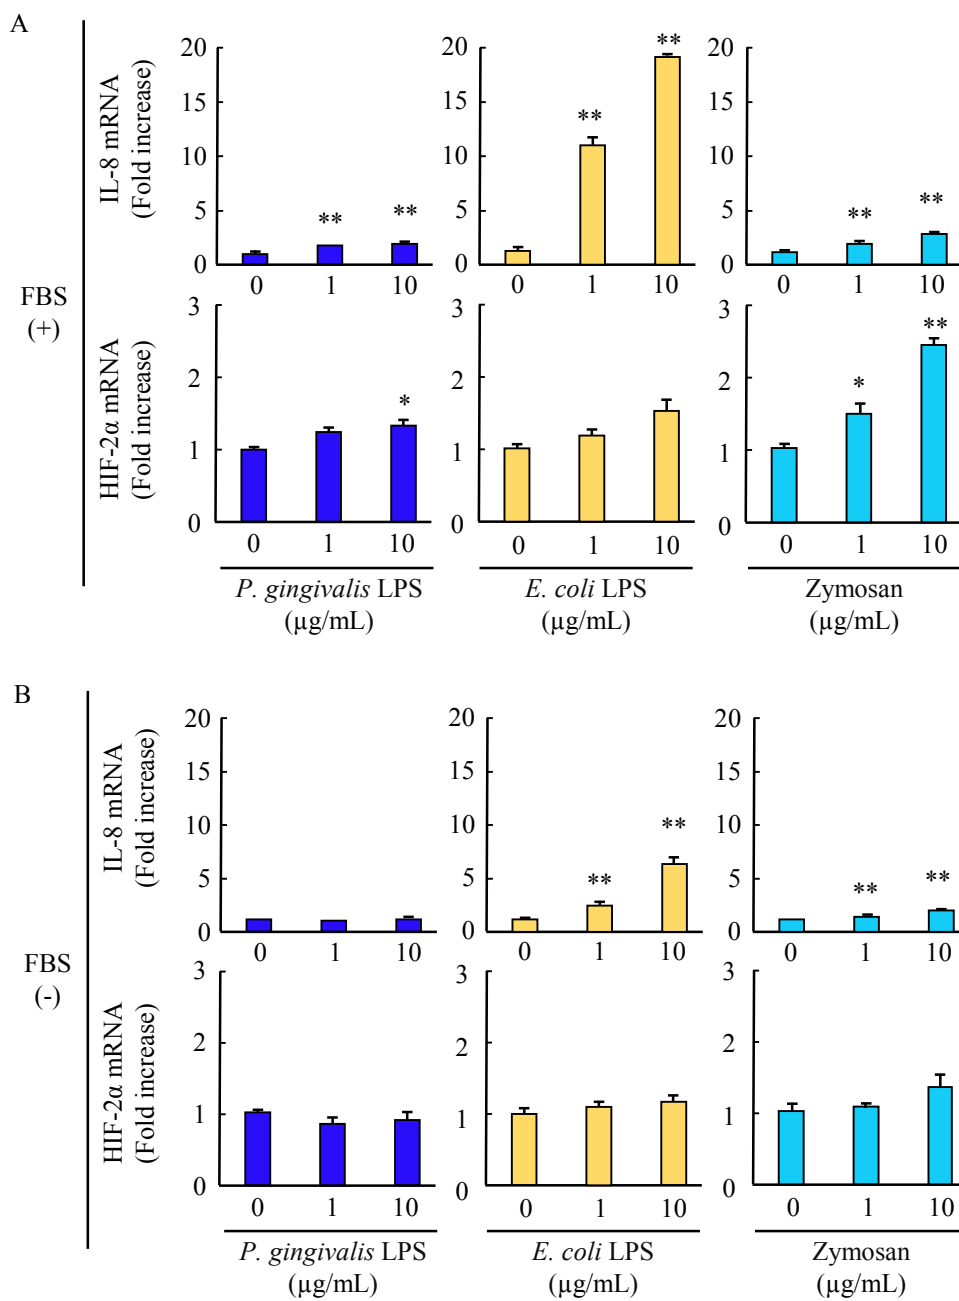 A
FBS
(+)
IL-8 mRNA
(Fold increase)
20
15
10
5
0
**
**
0 1 10
20
15
10
5
0
**
**
0 1 10
20
15
10
5
0
**
**
0 1 10
HIF-2α mRNA
(Fold increase)
3
2
1
0
*
0 1 10
3
2
1
0
0 1 10
3
2
1
0
*
**
0 1 10
P. gingivalis LPS
(µg/mL)
E. coli LPS
(µg/mL)
Zymosan
(µg/mL)
B
FBS
(-)
IL-8 mRNA
(Fold increase)
20
15
10
5
0
0 1 10
20
15
10
5
0
**
**
0 1 10
20
15
10
5
0
**
**
0 1 10
HIF-2α mRNA
(Fold increase)
3
2
1
0
0 1 10
3
2
1
0
0 1 10
3
2
1
0
0 1 10
P. gingivalis LPS
(µg/mL)
E. coli LPS
(µg/mL)
Zymosan
(µg/mL)